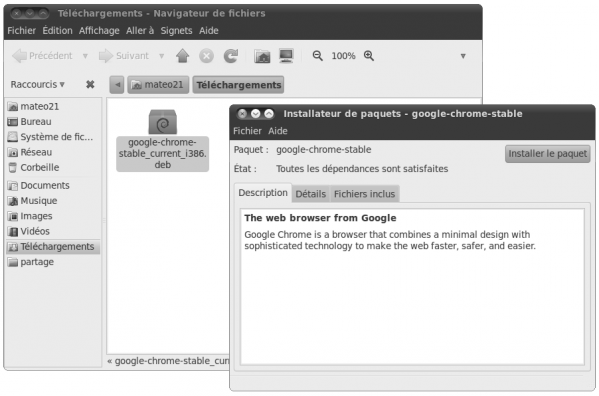 Téléchargements - Navigateur de fichiers
Fichier Édition Affichage Aller à Signets Aide
Précédent Suivant 100%
Raccourcis mateo21 Téléchargements
mateo21
Bureau
Système de fic...
Réseau
Corbeille
Documents
Musique
Images
Vidéos
Téléchargements
partage
google-chrome-
stable_current_i386.
deb
« google-chrome-stable_curr
Installateur de paquets - google-chrome-stable
Fichier Aide
Paquet : google-chrome-stable
Installer le paquet
État : Toutes les dépendances sont satisfaites
Description Détails Fichiers inclus
The web browser from Google
Google Chrome is a browser that combines a minimal design with
sophisticated technology to make the web faster, safer, and easier.